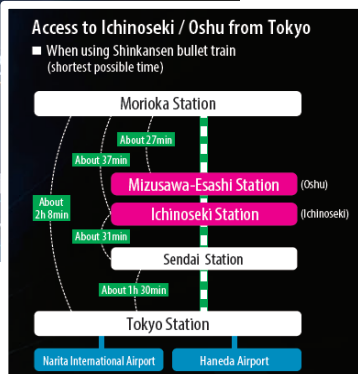 Access to Ichinoseki / Oshu from Tokyo
■ When using Shinkansen bullet train
(shortest possible time)
Morioka Station
About 27min
About 37min
Mizusawa-Esashi Station (Oshu)
About
2h 8min
Ichinoseki Station (Ichinoseki)
About 31min
Sendai Station
About 1h 30min
Tokyo Station
Narita International Airport
Haneda Airport